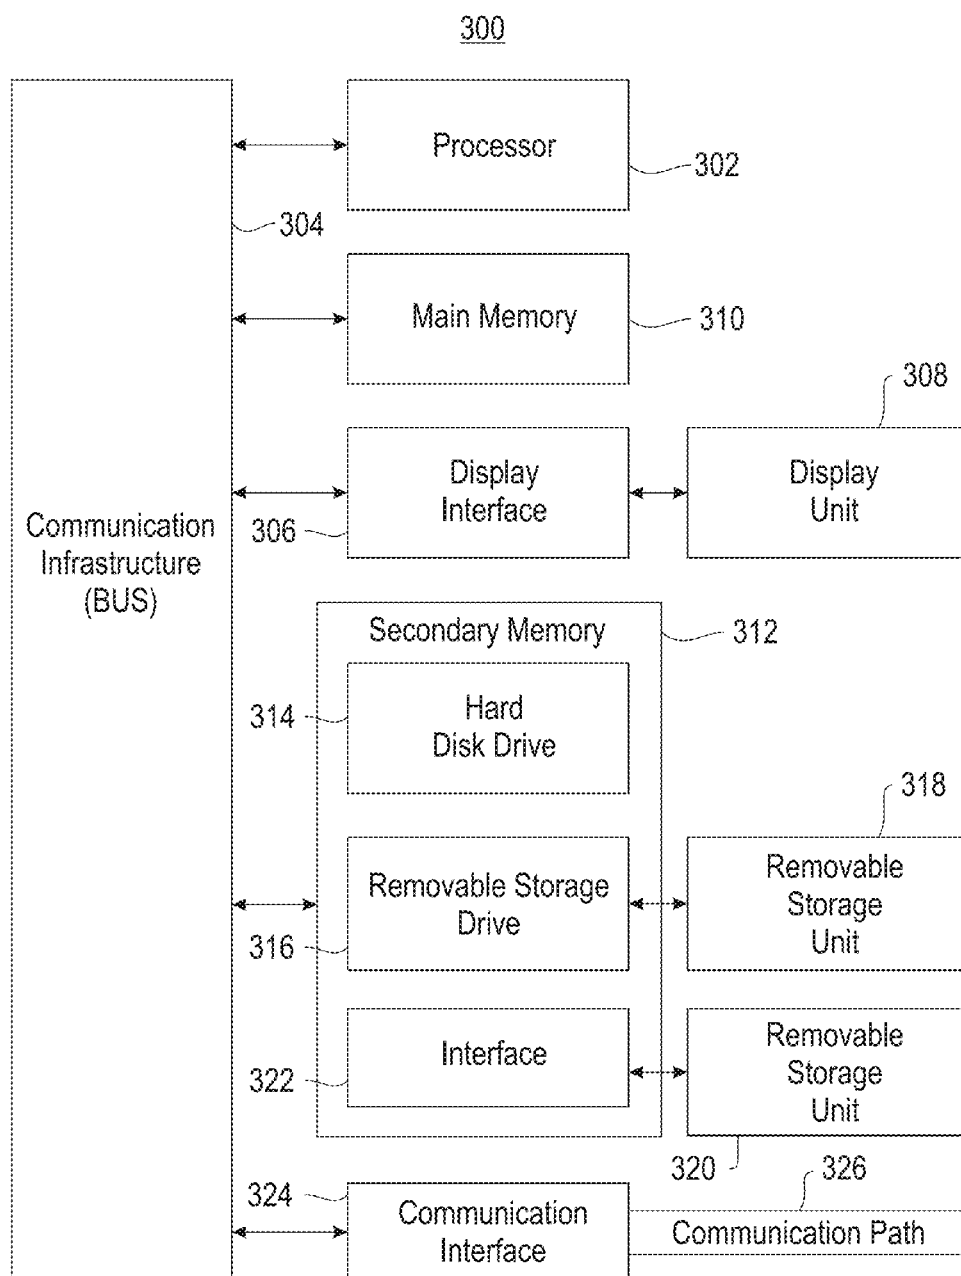 300
Processor
302
304
Main Memory
310
308
Display
Interface
306
Display
Unit
Communication
Infrastructure
(BUS)
Secondary Memory
312
314
Hard
Disk Drive
318
Removable Storage
Drive
316
Removable
Storage
Unit
Interface
322
Removable
Storage
Unit
320
326
324
Communication
Interface
Communication Path